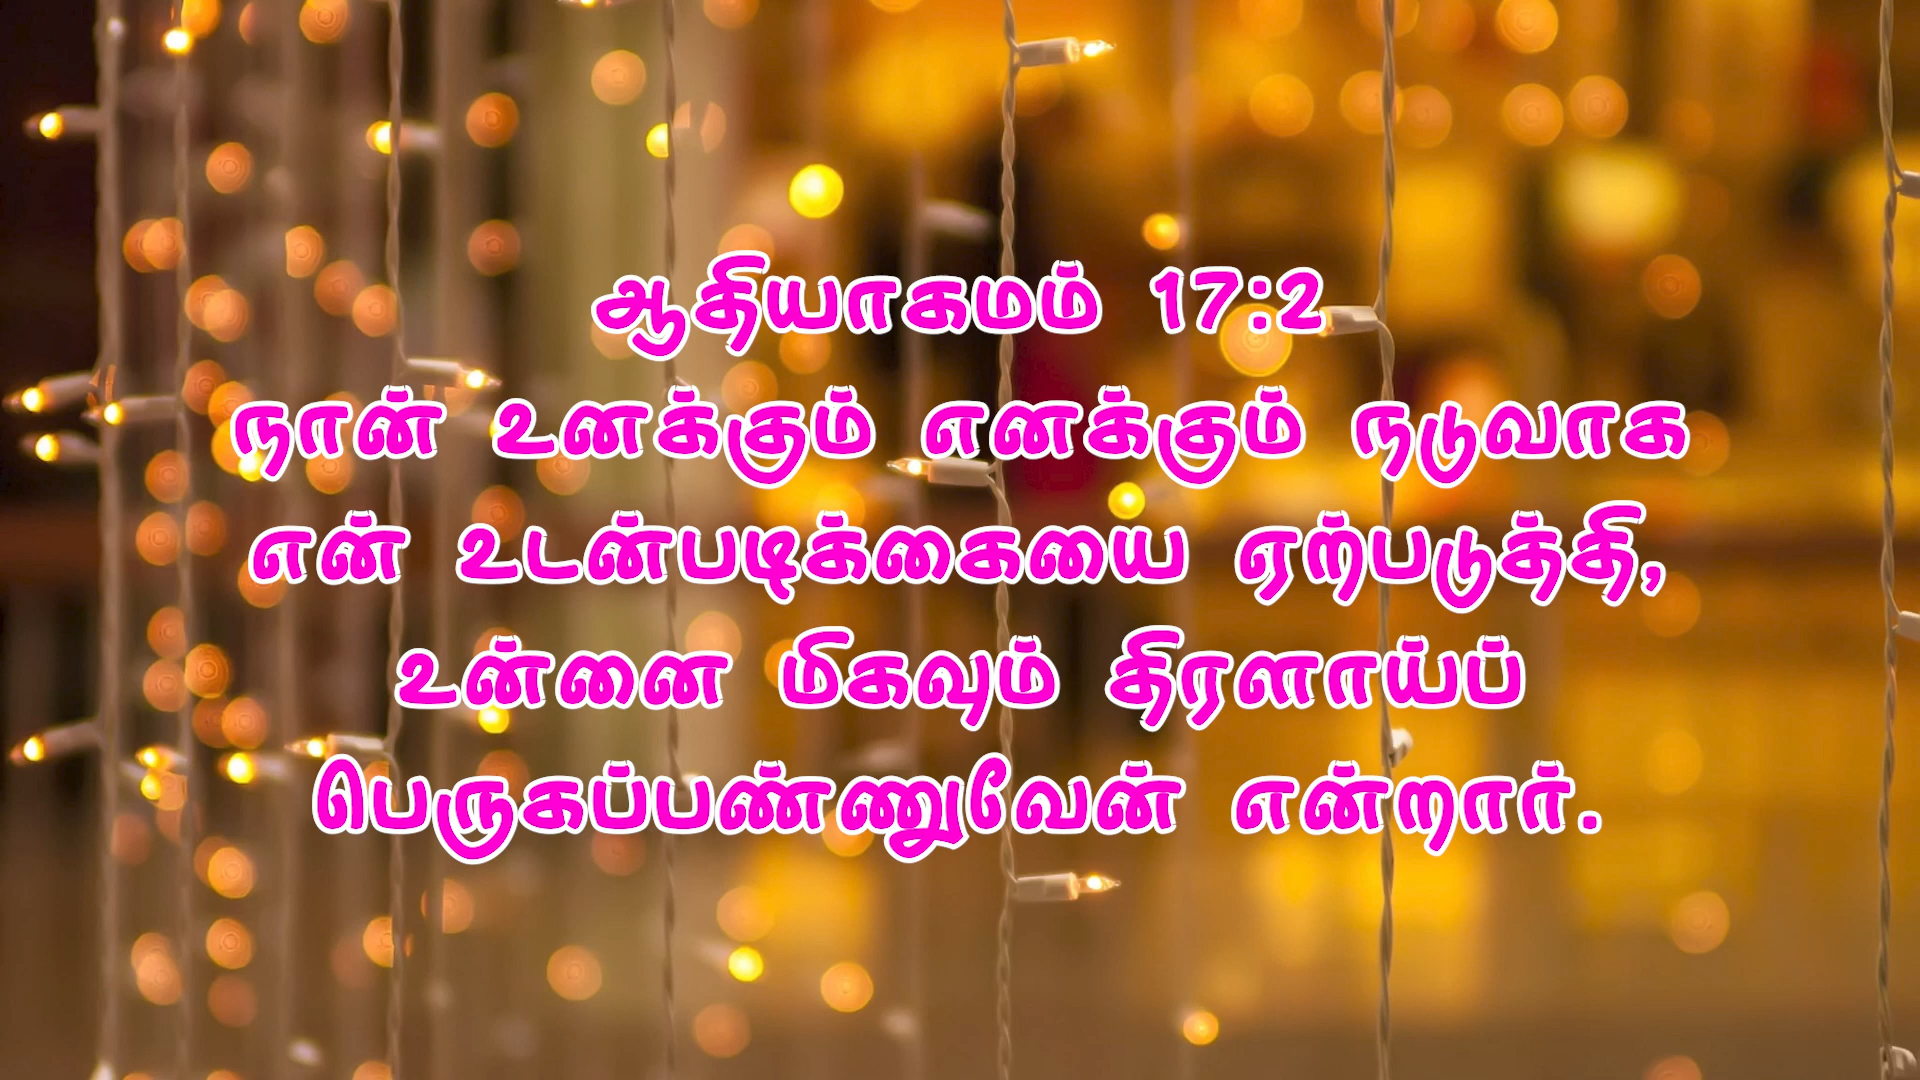 ஆதியாகமம் 17:2
நான் உனக்கும் எனக்கும் நடுவாக
என் உடன்படிக்கையை ஏற்படுத்தி,
உன்னை மிகவும் திரளாய்ப்
பெருகப்பண்ணுவேன் என்றார்.